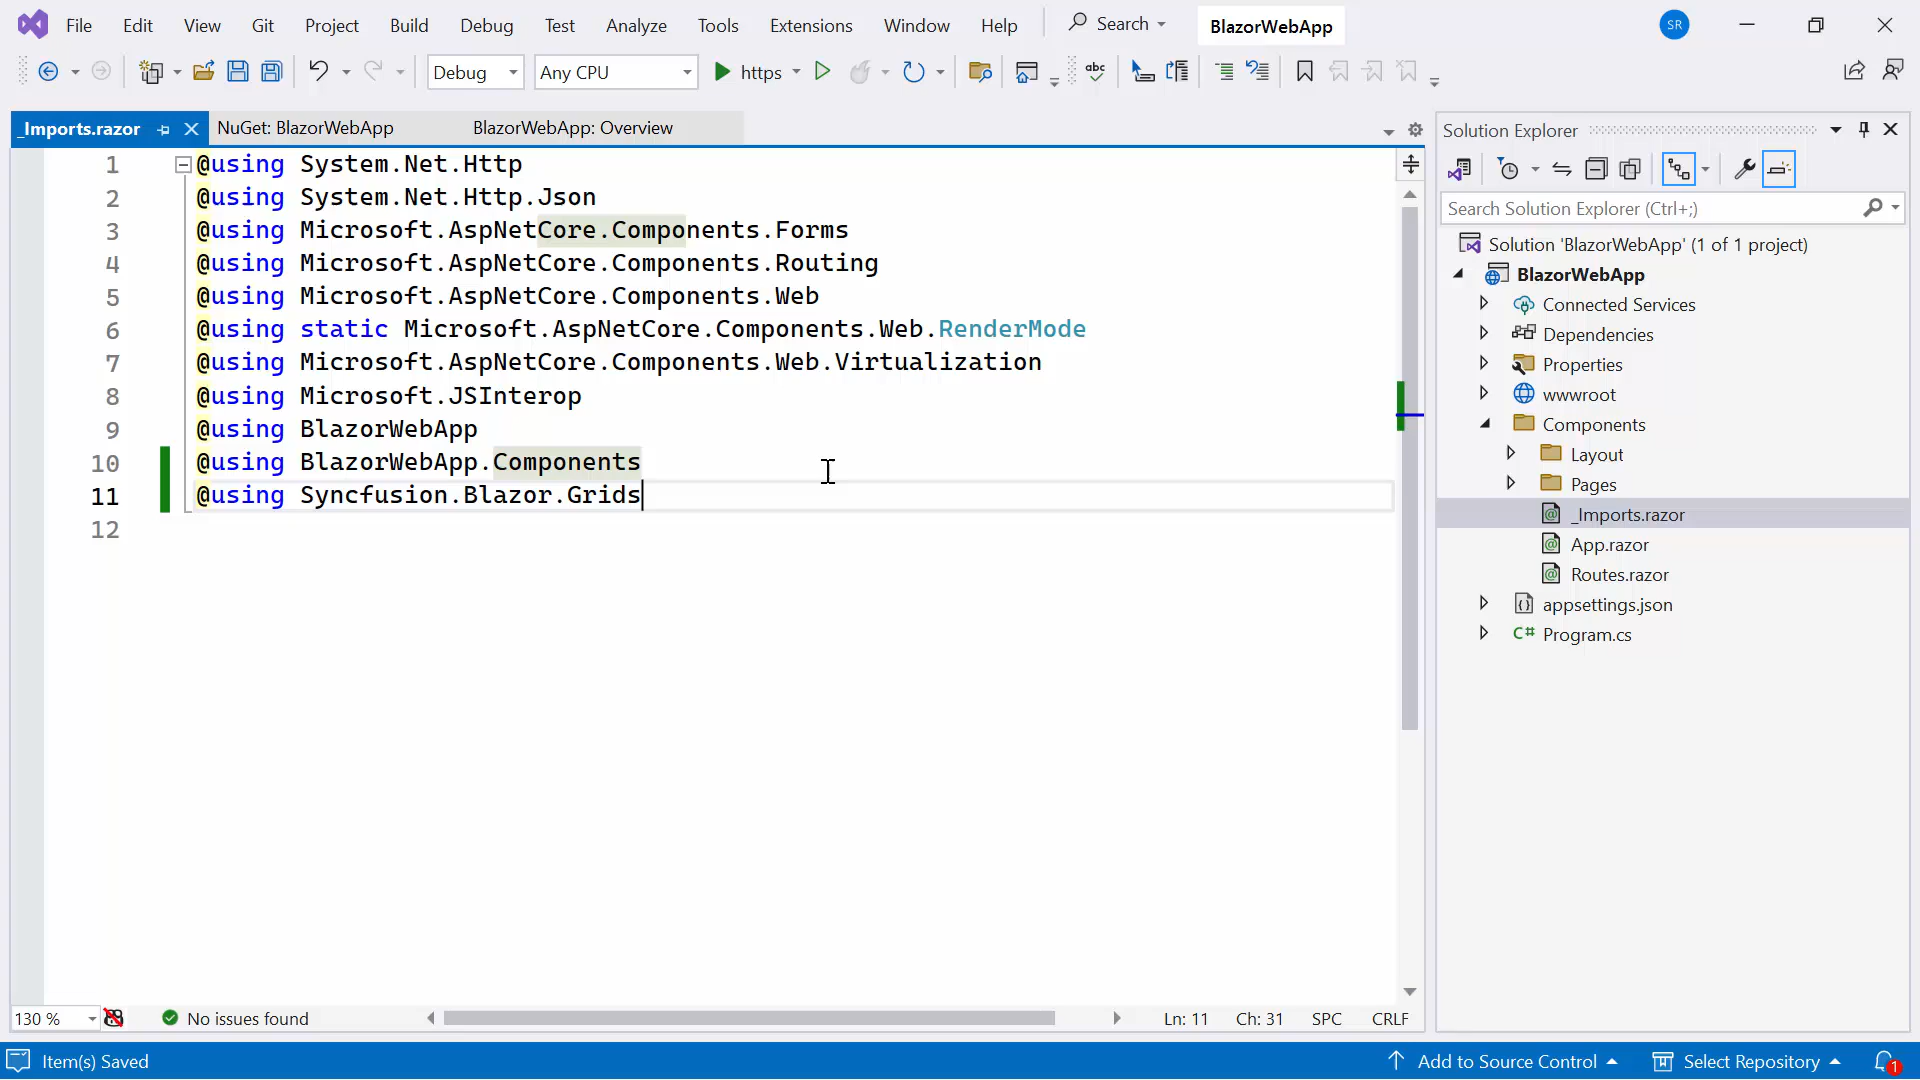 File Edit View Git Project Build Debug Test Analyze Tools Extensions Window Help Search BlazorWebApp SR
Debug Any CPU https abc
_Imports.razor NuGet: BlazorWebApp BlazorWebApp: Overview
1 @using System.Net.Http
2 @using System.Net.Http.Json
3 @using Microsoft.AspNetCore.Components.Forms
4 @using Microsoft.AspNetCore.Components.Routing
5 @using Microsoft.AspNetCore.Components.Web
6 @using static Microsoft.AspNetCore.Components.Web.RenderMode
7 @using Microsoft.AspNetCore.Components.Web.Virtualization
8 @using Microsoft.JSInterop
9 @using BlazorWebApp
10 @using BlazorWebApp.Components
11 @using Syncfusion.Blazor.Grids
12
130 % No issues found Ln: 11 Ch: 31 SPC CRLF
Solution Explorer
Search Solution Explorer (Ctrl+;)
Solution 'BlazorWebApp' (1 of 1 project)
BlazorWebApp
Connected Services
Dependencies
Properties
wwwroot
Components
Layout
Pages
_Imports.razor
App.razor
Routes.razor
appsettings.json
C# Program.cs
Item(s) Saved Add to Source Control Select Repository 1